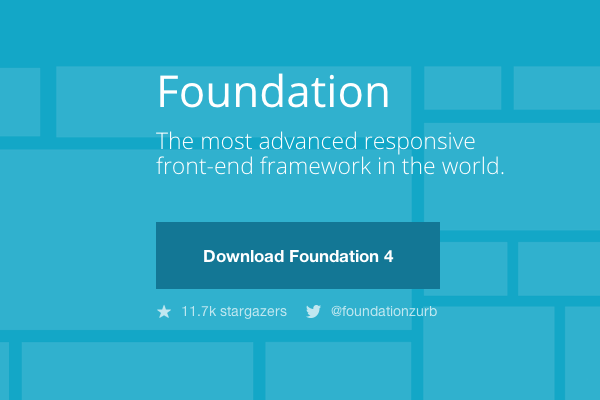 Foundation
The most advanced responsive
front-end framework in the world.
Download Foundation 4
11.7k stargazers @foundationzurb